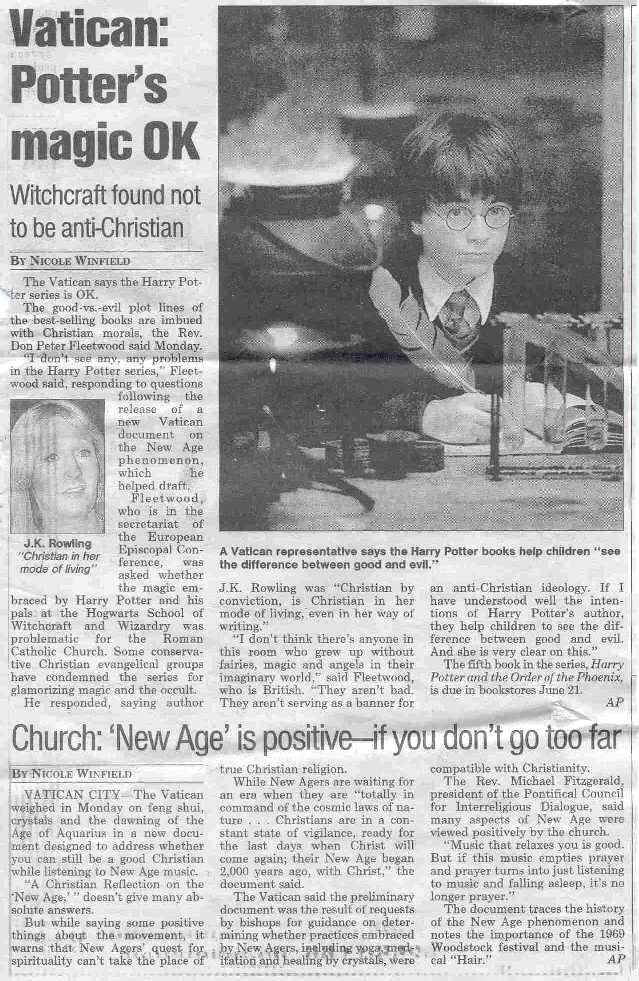 Vatican:
Potter's
magic OK
Witchcraft found not
to be anti-Christian
BY NICOLE WINFIELD
The Vatican says the Harry Pot-
ter series is OK.
The good-vs.-evil plot lines of
the best-selling books are imbued
with Christian morals, the Rev.
Don Peter Fleetwood said Monday.
"I don't see any, any problems
in the Harry Potter series," Fleet-
wood said, responding to questions
following the
release of a
new Vatican
document on
the New Age
phenomenon,
which he
helped draft.
Fleetwood,
who is in the
secretariat of
the European
Episcopal Con-
ference, was
asked whether
the magic em-
braced by Harry Potter and his
pals at the Hogwarts School of
Witchcraft and Wizardry was
problematic for the Roman
Catholic Church. Some conserva-
tive Christian evangelical groups
have condemned the series for
glamorizing magic and the occult.
He responded, saying author
J.K. Rowling
"Christian in her
mode of living"
A Vatican representative says the Harry Potter books help children "see
the difference between good and evil."
J.K. Rowling was "Christian by
conviction, is Christian in her
mode of living, even in her way of
writing."
"I don't think there's anyone in
this room who grew up without
fairies, magic and angels in their
imaginary world," said Fleetwood,
who is British. "They aren't bad.
They aren't serving as a banner for
an anti-Christian ideology. If I
have understood well the inten-
tions of Harry Potter's author,
they help children to see the dif-
ference between good and evil.
And she is very clear on this."
The fifth book in the series, Harry
Potter and the Order of the Phoenix,
is due in bookstores June 21.
AP
Church: 'New Age' is positive—if you don't go too far
BY NICOLE WINFIELD
VATICAN CITY—The Vatican
weighed in Monday on feng shui,
crystals and the dawning of the
Age of Aquarius in a new docu-
ment designed to address whether
you can still be a good Christian
while listening to New Age music.
"A Christian Reflection on the
'New Age,' " doesn't give many ab-
solute answers.
But while saying some positive
things about the movement, it
warns that New Agers' quest for
spirituality can't take the place of
true Christian religion.
While New Agers are waiting for
an era when they are "totally in
command of the cosmic laws of na-
ture . . . Christians are in a con-
stant state of vigilance, ready for
the last days when Christ will
come again; their New Age began
2,000 years ago, with Christ," the
document said.
The Vatican said the preliminary
document was the result of requests
by bishops for guidance on deter-
mining whether practices embraced
by New Agers, including yoga, med-
itation and healing by crystals, were
compatible with Christianity.
The Rev. Michael Fitzgerald,
president of the Pontifical Council
for Interreligious Dialogue, said
many aspects of New Age were
viewed positively by the church.
"Music that relaxes you is good.
But if this music empties prayer
and prayer turns into just listening
to music and falling asleep, it's no
longer prayer."
The document traces the history
of the New Age phenomenon and
notes the importance of the 1969
Woodstock festival and the musi-
cal "Hair."
AP